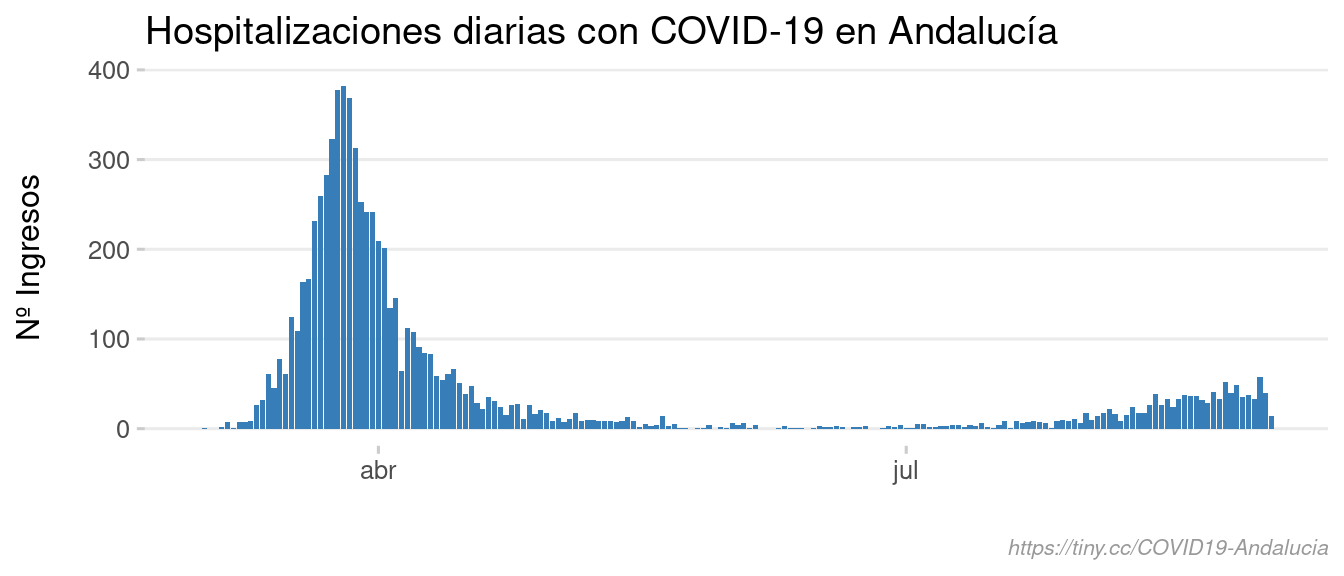 Hospitalizaciones diarias con COVID-19 en Andalucía
Nº Ingresos
400
300
200
100
0
abr
jul
https://tiny.cc/COVID19-Andalucia